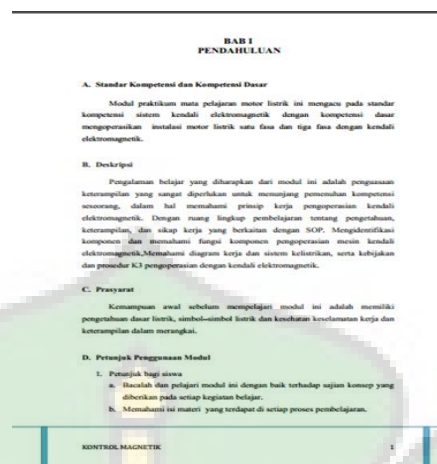 BAB I
PENDAHULUAN
A. Standar Kompetensi dan Kompetensi Dasar
Modul praktikum mata pelajaran motor listrik ini mengacu pada standar
kompetensi sistem kendali elektromagnetik dengan kompetensi dasar
mengoperasikan instalasi motor listrik satu fasa dan tiga fasa dengan kendali
elektromagnetik.
B. Deskripsi
Pengalaman belajar yang diharapkan dari modul ini adalah penguasaan
keterampilan yang sangat diperlukan untuk menunjang pemenuhan kompetensi
seseorang, dalam hal memahami prinsip kerja pengoperasian kendali
elektromagnetik. Dengan ruang lingkup pembelajaran tentang pengetahuan,
keterampilan, dan sikap kerja yang berkaitan dengan SOP. Mengidentifikasi
komponen dan memahami fungsi komponen pengoperasian mesin kendali
elektromagnetik,Memahami diagram kerja dan sistem kelistrikan, serta kebijakan
dan prosedur K3 pengoperasian dengan kendali elektromagnetik.
C. Prasyarat
Kemampuan awal sebelum mempelajari modul ini adalah memiliki
pengetahuan dasar listrik, simbol–simbol listrik dan kesehatan keselamatan kerja dan
keterampilan dalam merangkai.
D. Petunjuk Penggunaan Modul
1. Petunjuk bagi siswa
a. Bacalah dan pelajari modul ini dengan baik terhadap sajian konsep yang
diberikan pada setiap kegiatan belajar.
b. Memahami isi materi yang terdapat di setiap proses pembelajaran.
KONTROL MAGNETIK 1